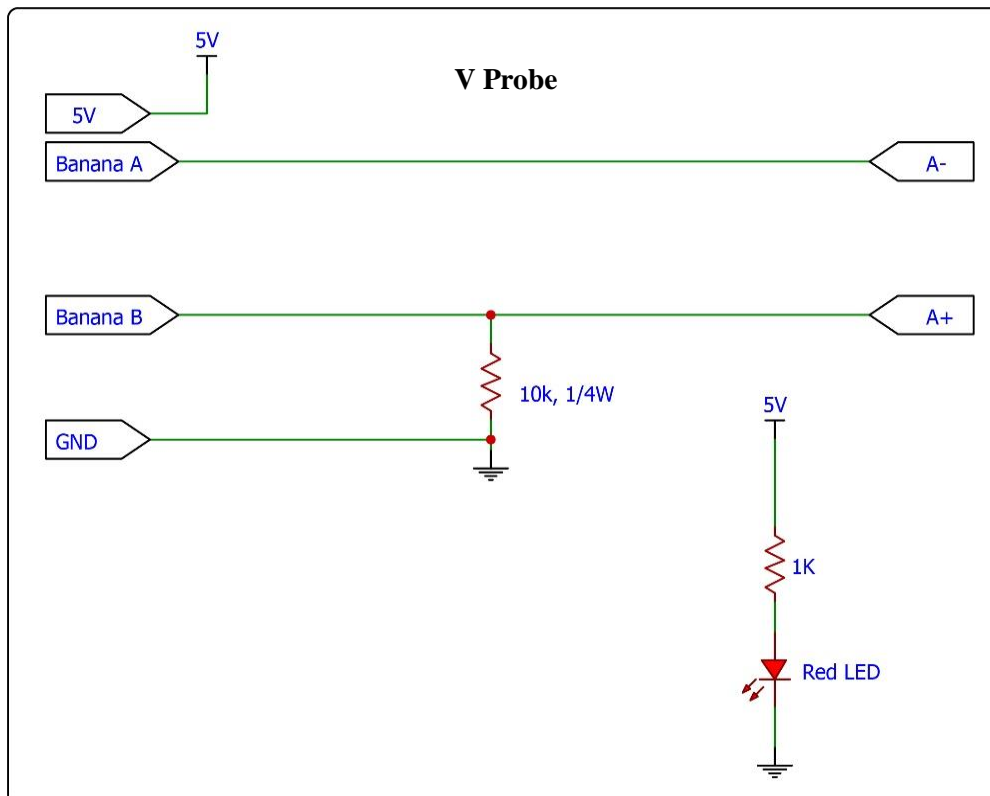 5V
V Probe
5V
Banana A
A-
Banana B
A+
10k, 1/4W
5V
GND
1K
Red LED